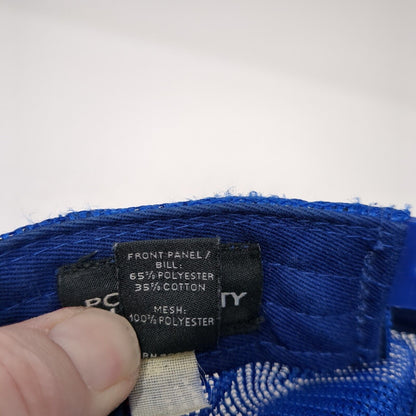 FRONT PANEL /
BILL:
65% POLYESTER
35% COTTON
MESH:
100% POLYESTER